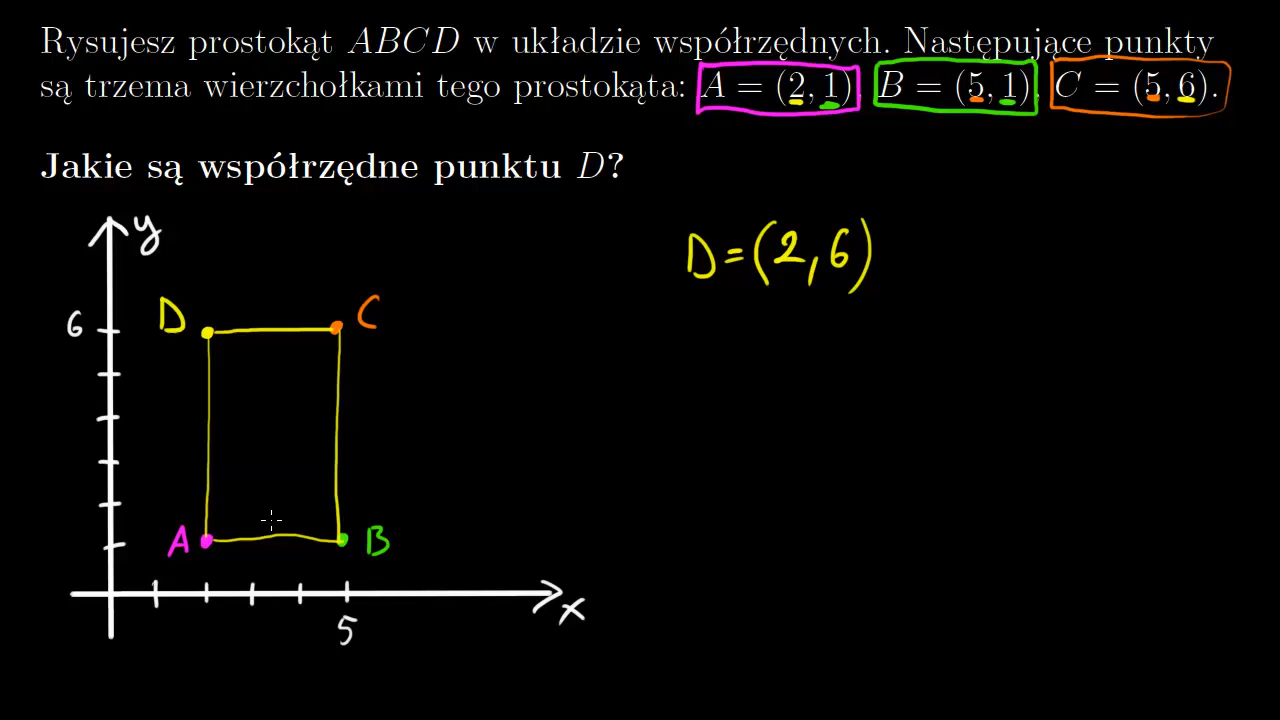 Rysujesz prostokąt ABCD w układzie współrzędnych. Następujące punkty
są trzema wierzchołkami tego prostokąta: A = (2, 1), B = (5, 1), C = (5, 6).
Jakie są współrzędne punktu D?
y
D = (2, 6)
6
D
C
A
B
x
5